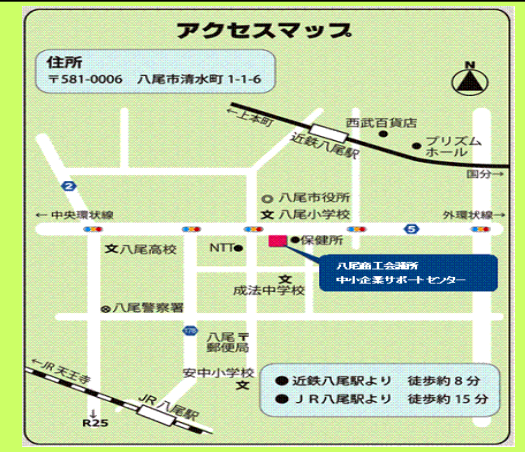 アクセスマップ
住所
〒581-0006 八尾市清水町 1-1-6
N
←上本町
近鉄八尾駅
西武百貨店
プリズム
ホール
国分→
2
八尾市役所
←中央環状線
文 八尾小学校
5
外環状線→
文
八尾高校
NTT
保健所
八尾商工会議所
中小企業サポートセンター
文
成法中学校
八尾警察署
八尾〒
郵便局
←JR天王寺
安中小学校
文
JR 八尾駅
R25
●近鉄八尾駅より 徒歩約 8 分
●ＪＲ八尾駅より 徒歩約 15 分